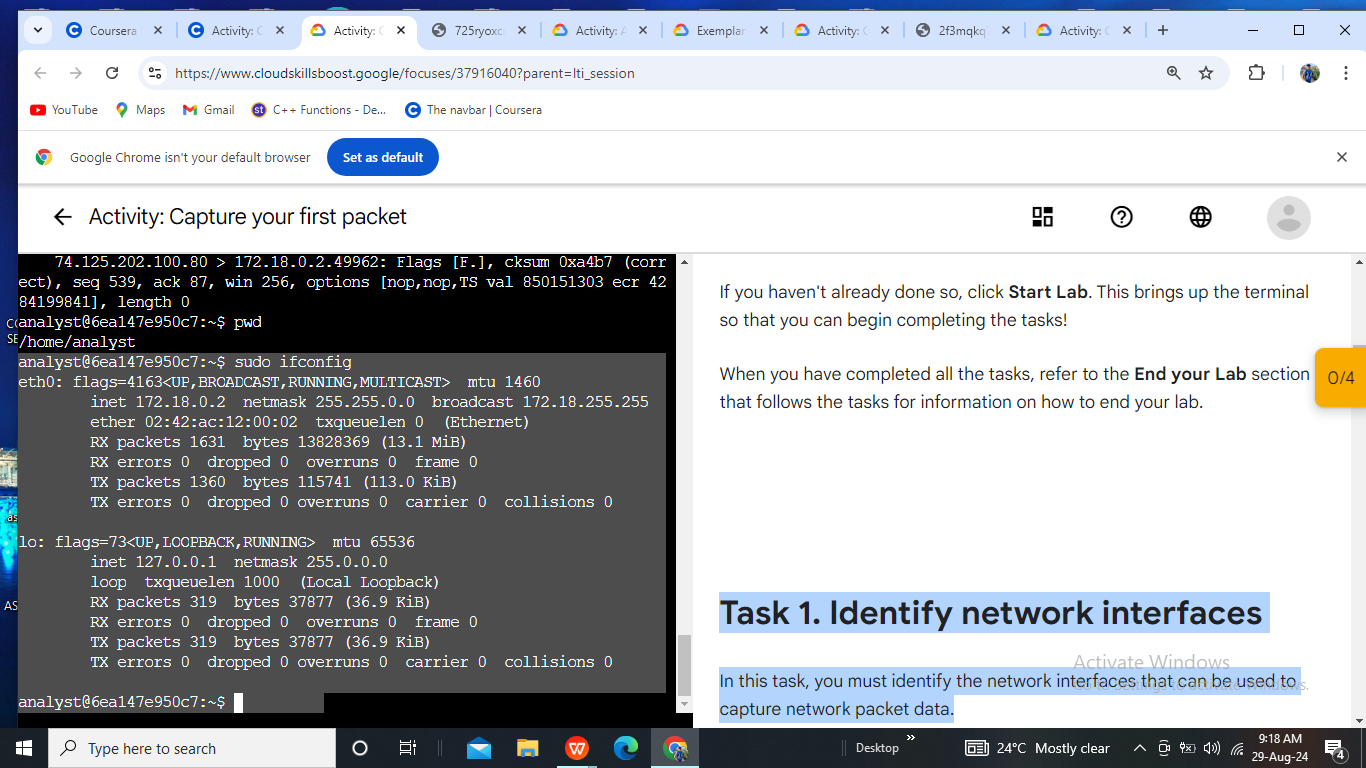 Coursera
Activity: C
Activity: C
725ryoxc
Activity: A
Exemplar
Activity: C
2f3mqkq
Activity: C
https://www.cloudskillsboost.google/focuses/37916040?parent=lti_session
YouTube
Maps
Gmail
C++ Functions - De...
The navbar | Coursera
Google Chrome isn't your default browser
Set as default
Activity: Capture your first packet
74.125.202.100.80 > 172.18.0.2.49962: Flags [F.], cksum 0xa4b7 (corr
ect), seq 539, ack 87, win 256, options [nop,nop,TS val 850151303 ecr 42
84199841], length 0
analyst@6ea147e950c7:~$ pwd
/home/analyst
analyst@6ea147e950c7:~$ sudo ifconfig
eth0: flags=4163<UP,BROADCAST,RUNNING,MULTICAST>  mtu 1460
inet 172.18.0.2  netmask 255.255.0.0  broadcast 172.18.255.255
ether 02:42:ac:12:00:02  txqueuelen 0  (Ethernet)
RX packets 1631  bytes 13828369 (13.1 MiB)
RX errors 0  dropped 0  overruns 0  frame 0
TX packets 1360  bytes 115741 (113.0 KiB)
TX errors 0  dropped 0 overruns 0  carrier 0  collisions 0
lo: flags=73<UP,LOOPBACK,RUNNING>  mtu 65536
inet 127.0.0.1  netmask 255.0.0.0
loop  txqueuelen 1000  (Local Loopback)
RX packets 319  bytes 37877 (36.9 KiB)
RX errors 0  dropped 0  overruns 0  frame 0
TX packets 319  bytes 37877 (36.9 KiB)
TX errors 0  dropped 0 overruns 0  carrier 0  collisions 0
analyst@6ea147e950c7:~$
If you haven't already done so, click Start Lab. This brings up the terminal
so that you can begin completing the tasks!
When you have completed all the tasks, refer to the End your Lab section
that follows the tasks for information on how to end your lab.
0/4
Task 1. Identify network interfaces
In this task, you must identify the network interfaces that can be used to
capture network packet data.
Activate Windows
Go to Settings to activate Windows.
Type here to search
Desktop
24°C Mostly clear
9:18 AM
29-Aug-24
4